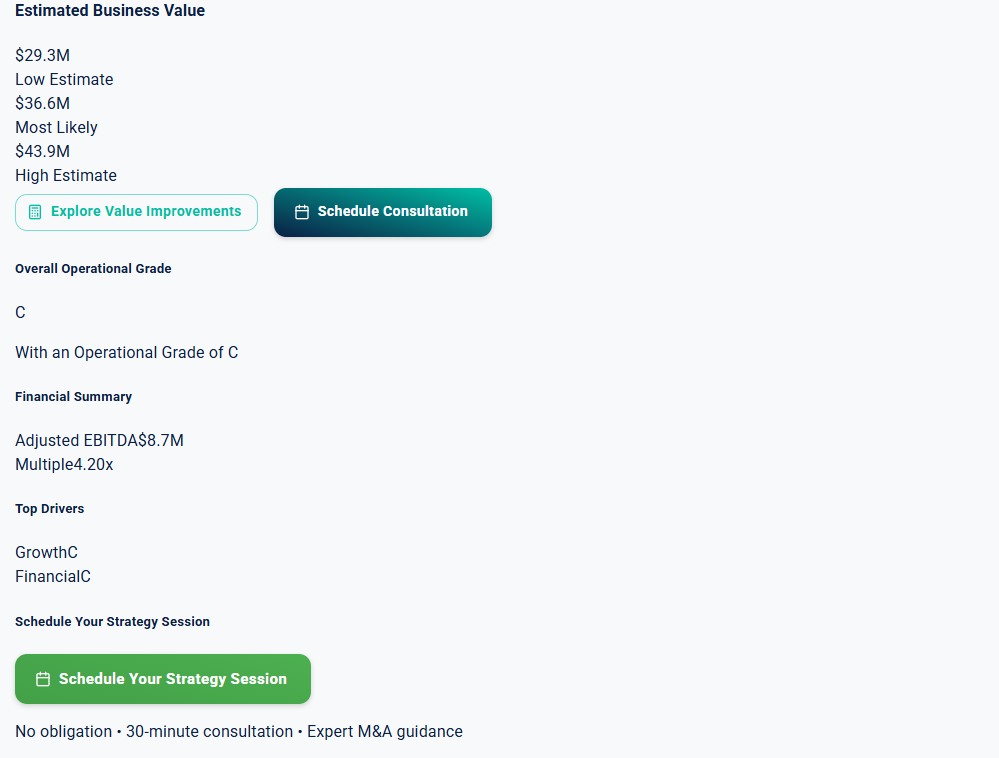 Estimated Business Value
$29.3M
Low Estimate
$36.6M
Most Likely
$43.9M
High Estimate
Explore Value Improvements
Schedule Consultation
Overall Operational Grade
C
With an Operational Grade of C
Financial Summary
Adjusted EBITDA$8.7M
Multiple4.20x
Top Drivers
GrowthC
FinancialC
Schedule Your Strategy Session
Schedule Your Strategy Session
No obligation • 30-minute consultation • Expert M&A guidance